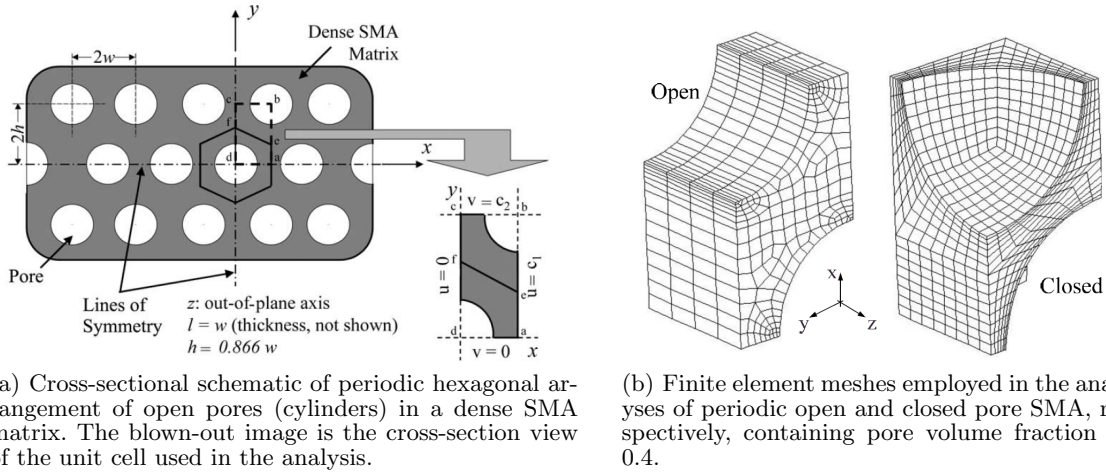 y
Dense SMA
Matrix
2w
c
b
f
2h
e
x
d
a
y
c
v = c2
b
f
u = 0
u = c1
e
d
a
v = 0
x
Pore
Lines of
Symmetry
z: out-of-plane axis
l = w (thickness, not shown)
h = 0.866 w
Open
x
y
z
Closed
a) Cross-sectional schematic of periodic hexagonal ar-
angement of open pores (cylinders) in a dense SMA
matrix. The blown-out image is the cross-section view
of the unit cell used in the analysis.
(b) Finite element meshes employed in the ana
yses of periodic open and closed pore SMA, r
spectively, containing pore volume fraction
0.4.